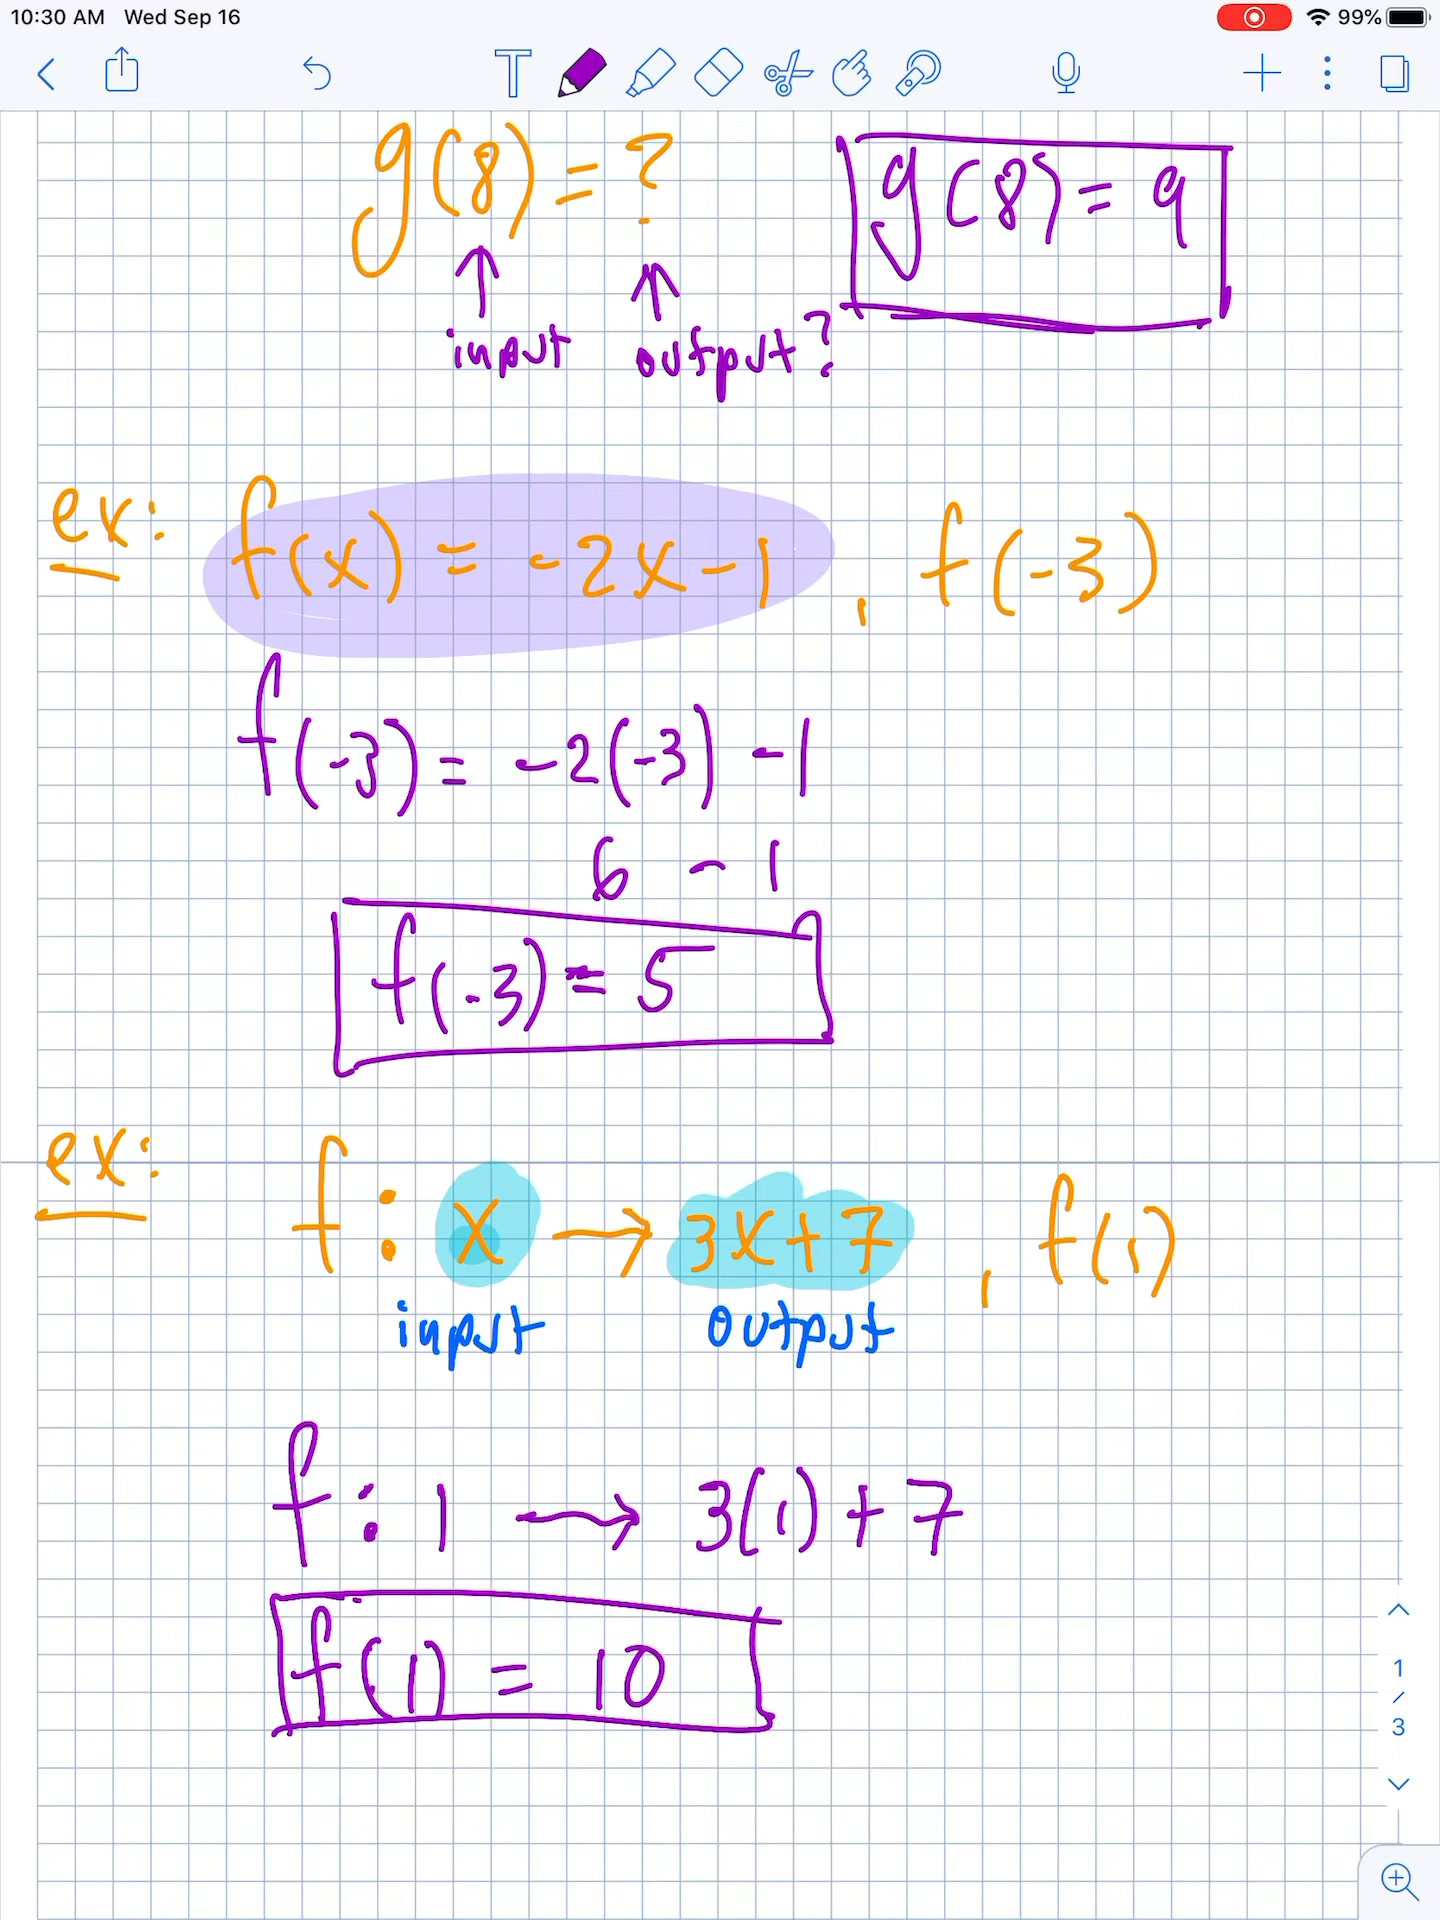 10:30 AM Wed Sep 16 99%
T
g(8) = ? g(8) = 9
input output?
ex: f(x) = -2x-1 , f(-3)
f(-3) = -2(-3) -1
6 - 1
f(-3) = 5
ex: f: x → 3x+7 , f(1)
input output
f: 1 → 3(1)+7
f(1) = 10
1
/
3